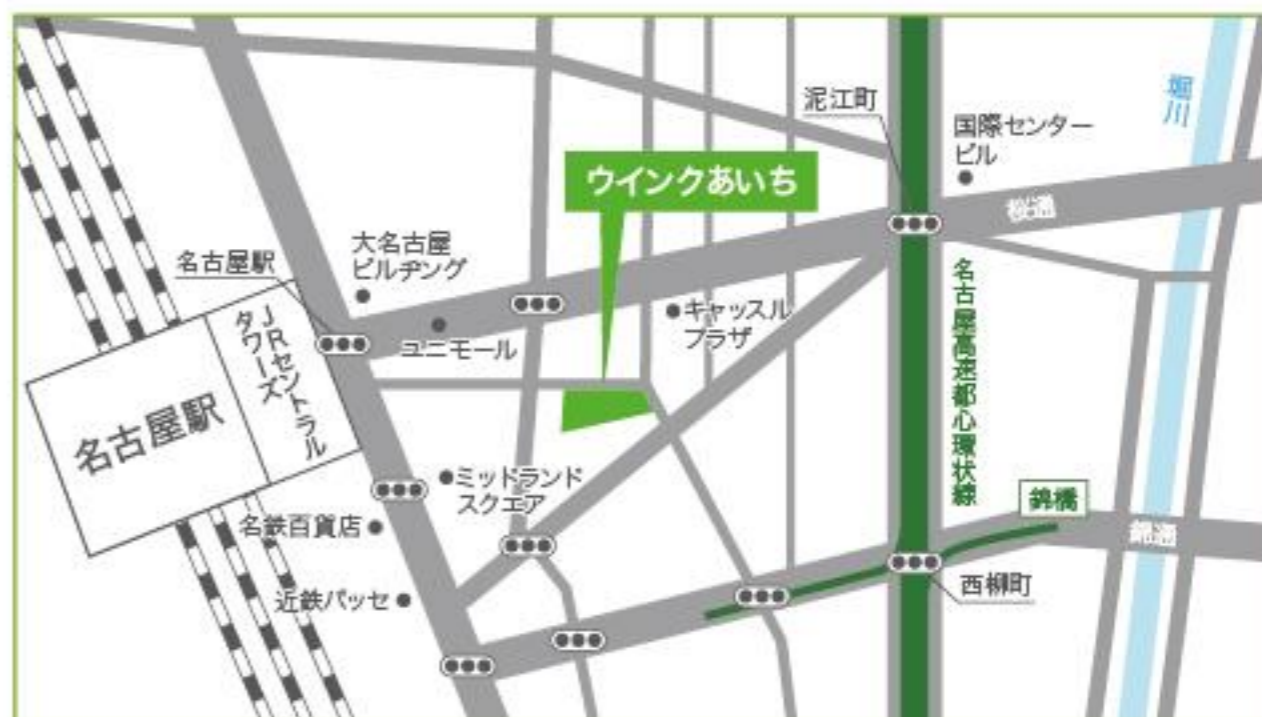 泥江町
国際センター
ビル
堀川
ウインクあいち
桜通
大名古屋
ビルヂング
名古屋駅
キャッスル
プラザ
ユニモール
JRセントラル
タワーズ
名古屋駅
名古屋高速都心環状線
ミッドランド
スクエア
錦橋
名鉄百貨店
錦通
西柳町
近鉄パッセ